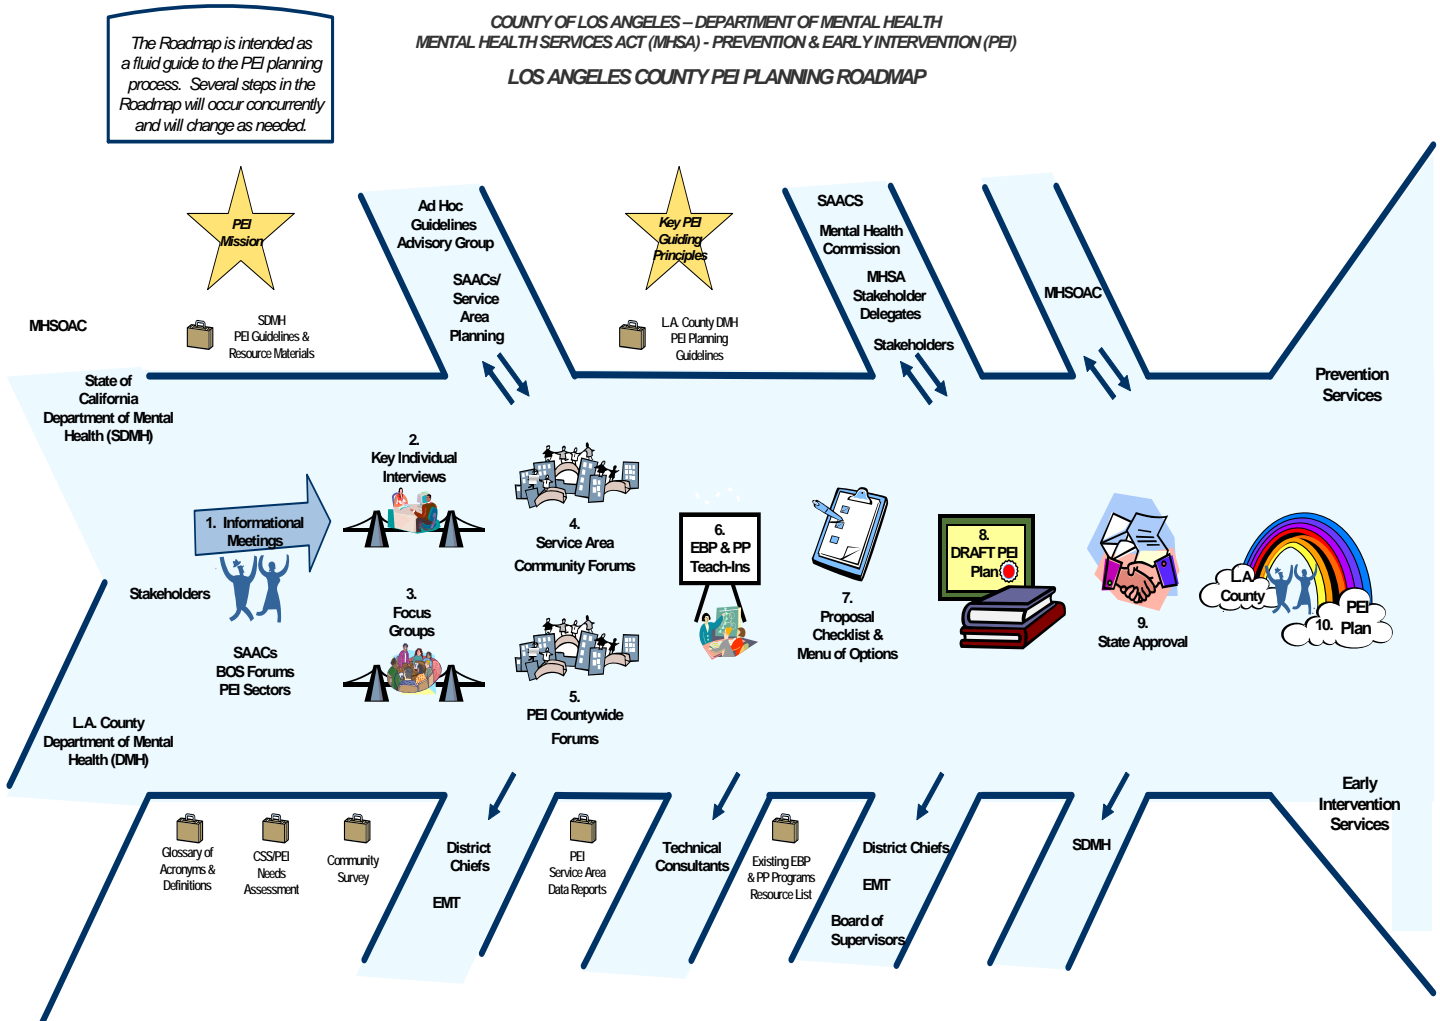 COUNTY OF LOS ANGELES – DEPARTMENT OF MENTAL HEALTH
MENTAL HEALTH SERVICES ACT (MHSA) - PREVENTION & EARLY INTERVENTION (PEI)
LOS ANGELES COUNTY PEI PLANNING ROADMAP
The Roadmap is intended as
a fluid guide to the PEI planning
process. Several steps in the
Roadmap will occur concurrently
and will change as needed.
PEI
Mission
Ad Hoc
Guidelines
Advisory Group
SAACs/
Service
Area
Planning
Key PEI
Guiding
Principles
SAACS
Mental Health
Commission
MHSA
Stakeholder
Delegates
Stakeholders
MHSOAC
MHSOAC
SDMH
PEI Guidelines &
Resource Materials
L.A. County DMH
PEI Planning
Guidelines
State of
California
Department of Mental
Health (SDMH)
Prevention
Services
1. Informational
Meetings
Stakeholders
SAACs
BOS Forums
PEI Sectors
2.
Key Individual
Interviews
3.
Focus
Groups
4.
Service Area
Community Forums
5.
PEI Countywide
Forums
6.
EBP & PP
Teach-Ins
7.
Proposal
Checklist &
Menu of Options
8.
DRAFT PEI
Plan
9.
State Approval
L.A.
County
10.
PEI
Plan
L.A. County
Department of Mental
Health (DMH)
Early
Intervention
Services
Glossary of
Acronyms &
Definitions
CSS/PEI
Needs
Assessment
Community
Survey
District
Chiefs
EMT
PEI
Service Area
Data Reports
Technical
Consultants
Existing EBP
& PP Programs
Resource List
District Chiefs
EMT
Board of
Supervisors
SDMH